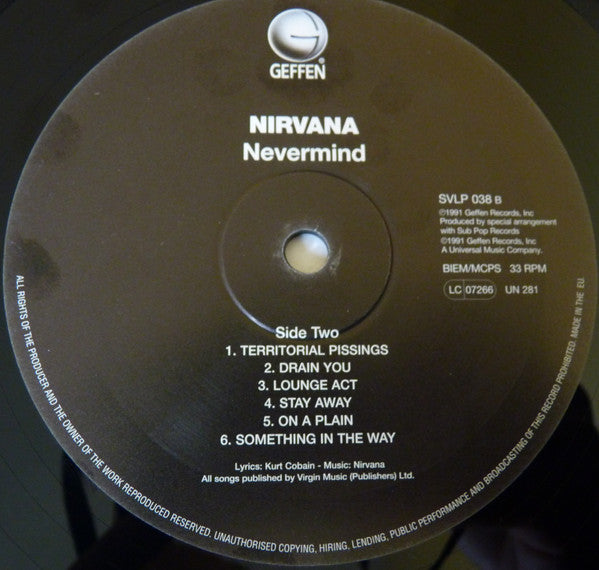 GEFFEN®
NIRVANA
Nevermind
SVLP 038 B
℗1991 Geffen Records, Inc
Produced by special arrangement
with Sub Pop Records
©1991 Geffen Records, Inc.
A Universal Music Company.
BIEM/MCPS 33 RPM
LC 07266 UN 281
Side Two
1. TERRITORIAL PISSINGS
2. DRAIN YOU
3. LOUNGE ACT
4. STAY AWAY
5. ON A PLAIN
6. SOMETHING IN THE WAY
Lyrics: Kurt Cobain - Music: Nirvana
All songs published by Virgin Music (Publishers) Ltd.
ALL RIGHTS OF THE PRODUCER AND THE OWNER OF THE WORK REPRODUCED RESERVED. UNAUTHORISED COPYING, HIRING, LENDING, PUBLIC PERFORMANCE AND BROADCASTING OF THIS RECORD PROHIBITED. MADE IN THE EU.